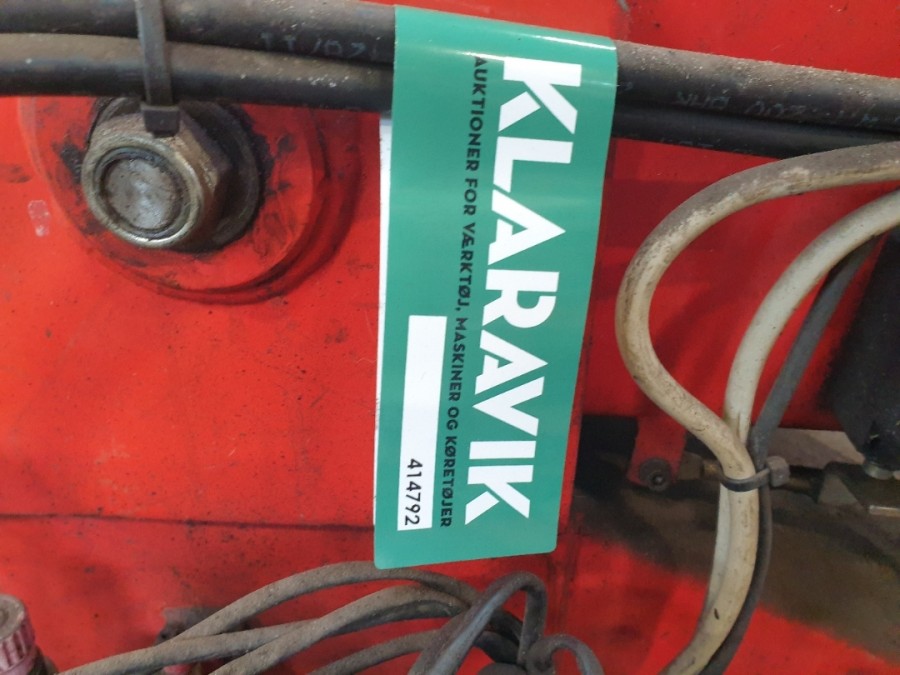 KLARAVIK
AUKTIONER FOR VÆRKTØJ, MASKINER OG KØRETØJER
414792